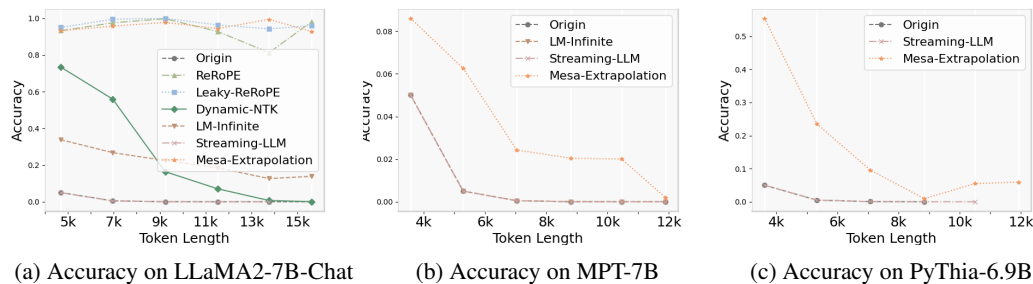 1.0
0.8
0.6
0.4
0.2
0.0
Accuracy
5k 7k 9k 11k 13k 15k
Token Length
Origin
ReRoPE
Leaky-ReRoPE
Dynamic-NTK
LM-Infinite
Streaming-LLM
Mesa-Extrapolation
(a) Accuracy on LLaMA2-7B-Chat
0.08
0.06
0.04
0.02
0.00
Accuracy
4k 6k 8k 10k 12k
Token Length
Origin
LM-Infinite
Streaming-LLM
Mesa-Extrapolation
(b) Accuracy on MPT-7B
0.5
0.4
0.3
0.2
0.1
0.0
Accuracy
4k 6k 8k 10k 12k
Token Length
Origin
Streaming-LLM
Mesa-Extrapolation
(c) Accuracy on PyThia-6.9B